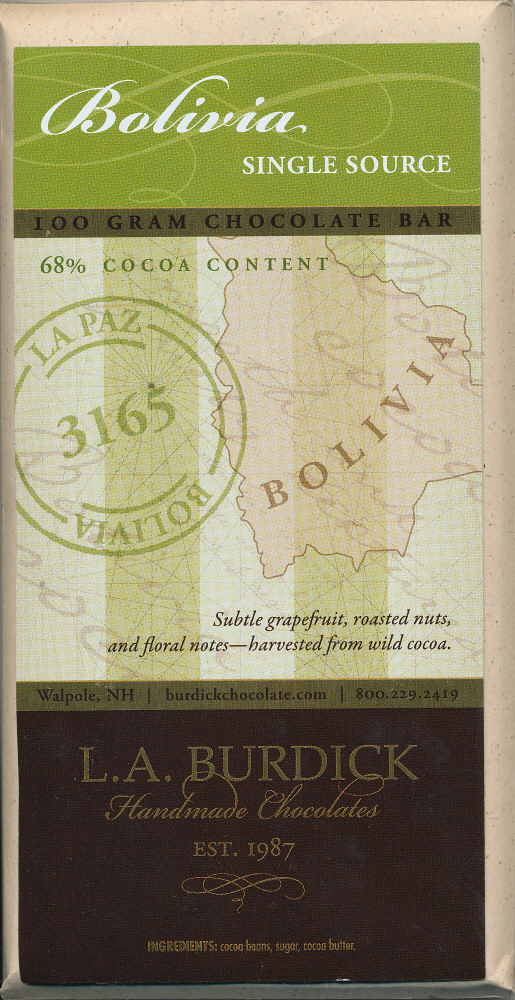 Bolivia
SINGLE SOURCE
100 GRAM CHOCOLATE BAR
68% COCOA CONTENT
LA PAZ
3165
BOLIVIA
BOLIVIA
Subtle grapefruit, roasted nuts,
and floral notes—harvested from wild cocoa.
Walpole, NH | burdickchocolate.com | 800.229.2419
L.A. BURDICK
Handmade Chocolates
EST. 1987
INGREDIENTS: cocoa beans, sugar, cocoa butter.